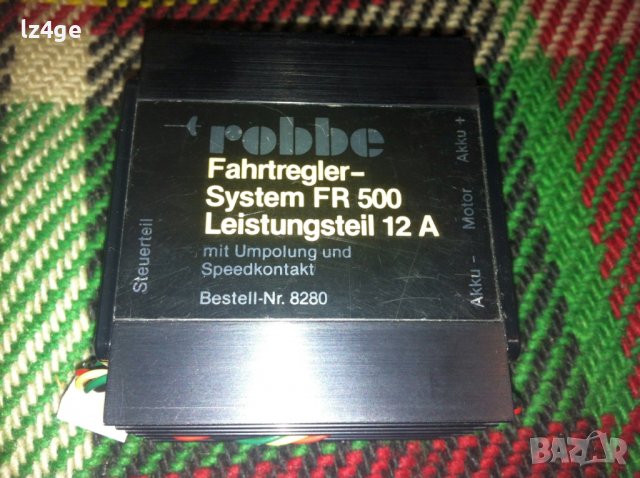 lz4ge
robbe
Fahrtregler-
System FR 500
Leistungsteil 12 A
mit Umpolung und
Speedkontakt
Bestell-Nr. 8280
Steuerteil
Akku – Motor Akku +
BAZAR